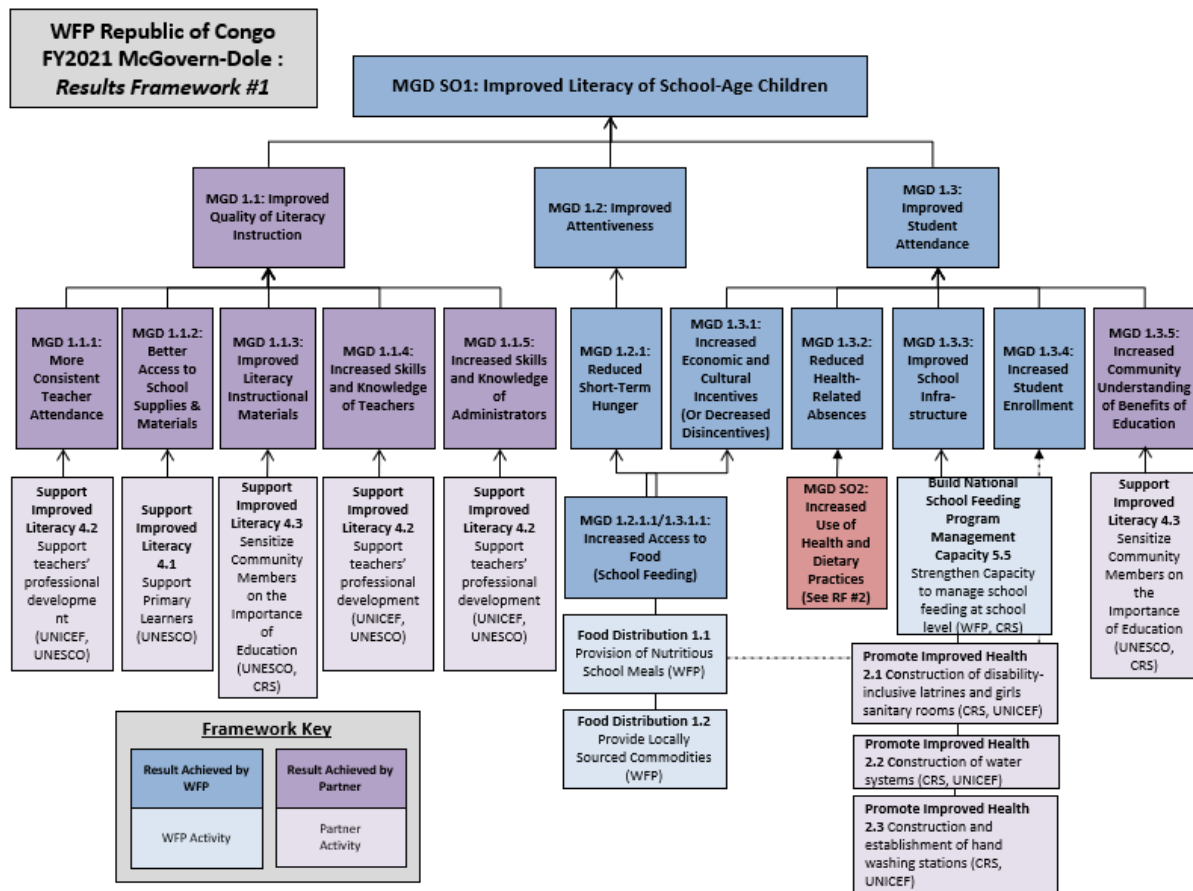 WFP Republic of Congo
FY2021 McGovern-Dole :
Results Framework #1
MGD SO1: Improved Literacy of School-Age Children
MGD 1.1: Improved
Quality of Literacy
Instruction
MGD 1.2: Improved
Attentiveness
MGD 1.3:
Improved
Student
Attendance
MGD 1.1.1:
More
Consistent
Teacher
Attendance
MGD 1.1.2:
Better
Access to
School
Supplies &
Materials
MGD 1.1.3:
Improved
Literacy
Instructional
Materials
MGD 1.1.4:
Increased Skills
and Knowledge
of Teachers
MGD 1.1.5:
Increased Skills
and Knowledge
of
Administrators
MGD 1.2.1:
Reduced
Short-Term
Hunger
MGD 1.3.1:
Increased
Economic and
Cultural
Incentives
(Or Decreased
Disincentives)
MGD 1.3.2:
Reduced
Health-
Related
Absences
MGD 1.3.3:
Improved
School
Infra-
structure
MGD 1.3.4:
Increased
Student
Enrollment
MGD 1.3.5:
Increased
Community
Understanding
of Benefits of
Education
Support
Improved
Literacy 4.2
Support
teachers'
professional
developme
nt
(UNICEF,
UNESCO)
Support
Improved
Literacy
4.1
Support
Primary
Learners
(UNESCO)
Support
Improved
Literacy 4.3
Sensitize
Community
Members on
the
Importance
of
Education
(UNESCO,
CRS)
Support
Improved
Literacy 4.2
Support
teachers'
professional
development
(UNICEF,
UNESCO)
Support
Improved
Literacy 4.2
Support
teachers'
professional
development
(UNICEF,
UNESCO)
MGD 1.2.1.1/1.3.1.1:
Increased Access to
Food
(School Feeding)
MGD SO2:
Increased
Use of
Health and
Dietary
Practices
(See RF #2)
Build National
School Feeding
Program
Management
Capacity 5.5
Strengthen Capacity
to manage school
feeding at school
level (WFP, CRS)
Support
Improved
Literacy 4.3
Sensitize
Community
Members on
the
Importance
of Education
(UNESCO,
CRS)
Food Distribution 1.1
Provision of Nutritious
School Meals (WFP)
Food Distribution 1.2
Provide Locally
Sourced Commodities
(WFP)
Promote Improved Health
2.1 Construction of disability-
inclusive latrines and girls
sanitary rooms (CRS, UNICEF)
Promote Improved Health
2.2 Construction of water
systems (CRS, UNICEF)
Promote Improved Health
2.3 Construction and
establishment of hand
washing stations (CRS,
UNICEF)
Framework Key
Result Achieved by
WFP
Result Achieved by
Partner
WFP Activity
Partner
Activity